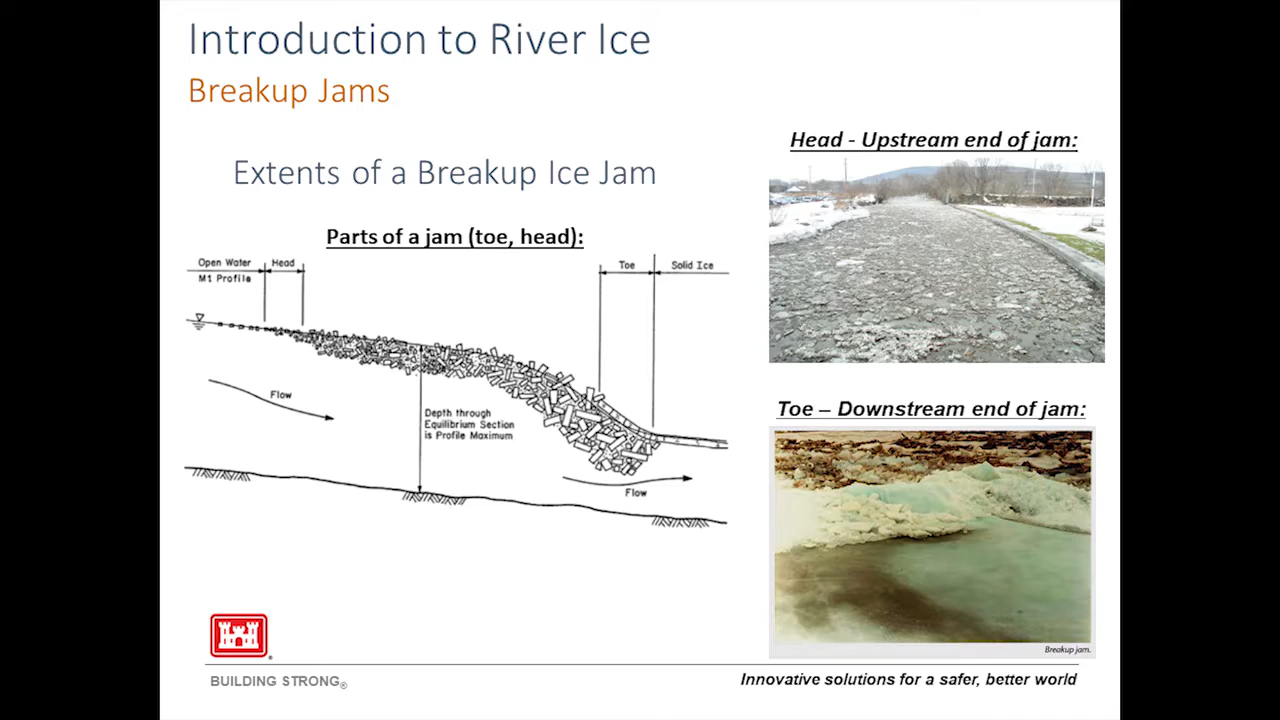 Introduction to River Ice
Breakup Jams
Extents of a Breakup Ice Jam
Parts of a jam (toe, head):
Open Water
M1 Profile
Head
Toe
Solid Ice
Flow
Depth through
Equilibrium Section
is Profile Maximum
Flow
Head - Upstream end of jam:
Toe – Downstream end of jam:
Breakup jam.
BUILDING STRONG®
Innovative solutions for a safer, better world